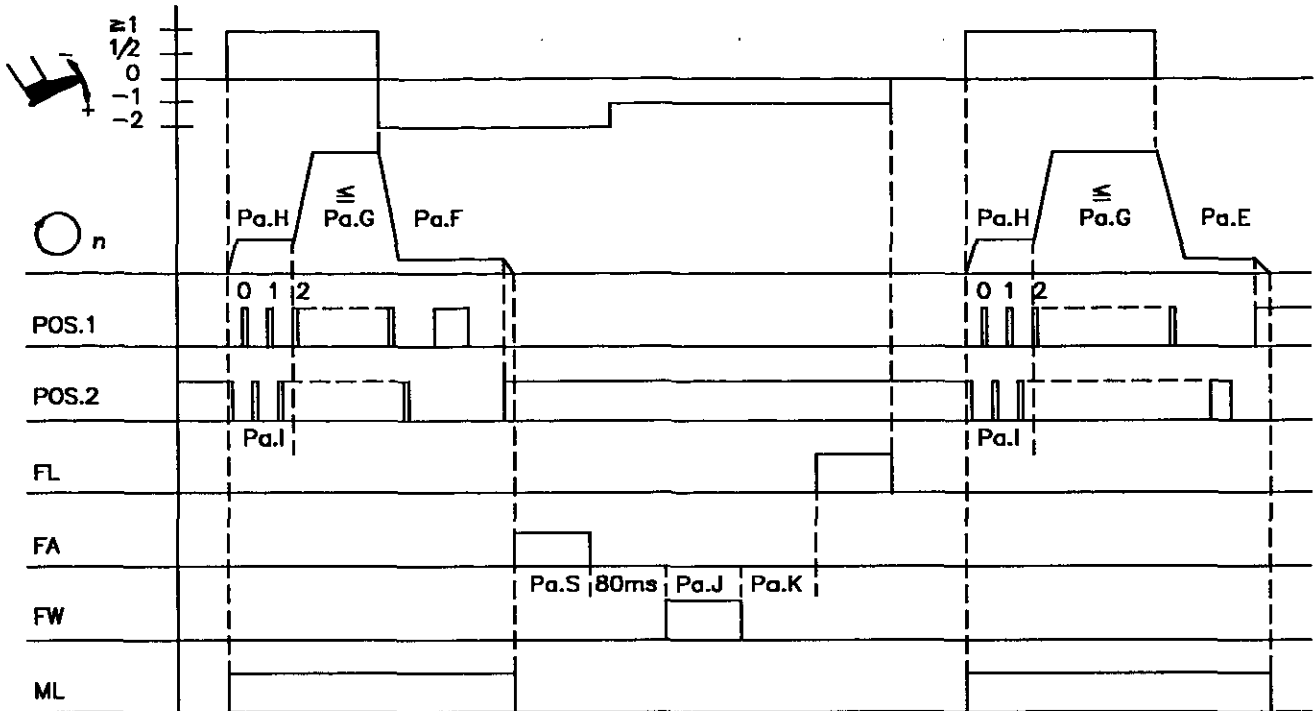 ≧1
1/2
0
−
-1
+
-2
Pa.H ≦ Pa.G Pa.F Pa.H ≦ Pa.G Pa.E
n
0 1 2 0 1 2
POS.1
POS.2
Pa.I Pa.I
FL
FA
Pa.S 80ms Pa.J Pa.K
FW
ML